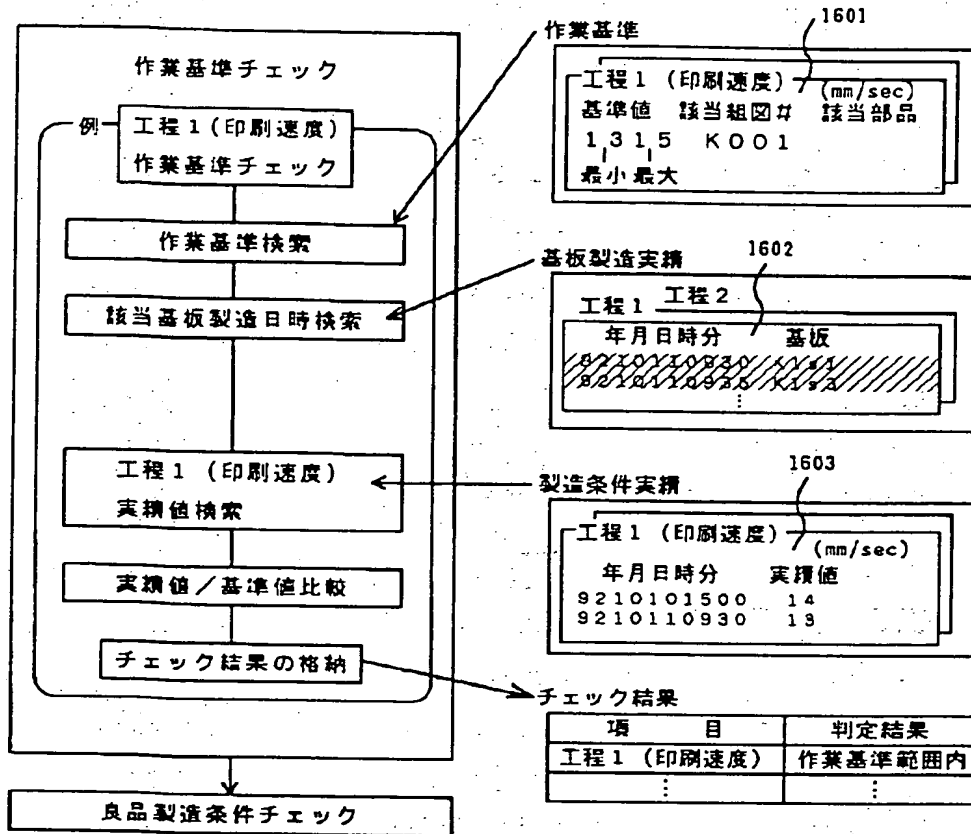 作業基準チェック
例
工程1(印刷速度)
作業基準チェック
作業基準検索
該当基板製造日時検索
工程1 (印刷速度)
実績値検索
実績値/基準値比較
チェック結果の格納
良品製造条件チェック
作業基準
1601
工程1 (印刷速度)
(mm/sec)
基準値 該当組図# 該当部品
1315 K001
最小 最大
基板製造実績
1602
工程1 工程2
年月日時分 基板
9210110930 K1s1
⋮
製造条件実績
1603
工程1 (印刷速度)
(mm/sec)
年月日時分 実績値
9210101500 14
9210110930 13
チェック結果
項 目 判定結果
工程1 (印刷速度) 作業基準範囲内
⋮ ⋮